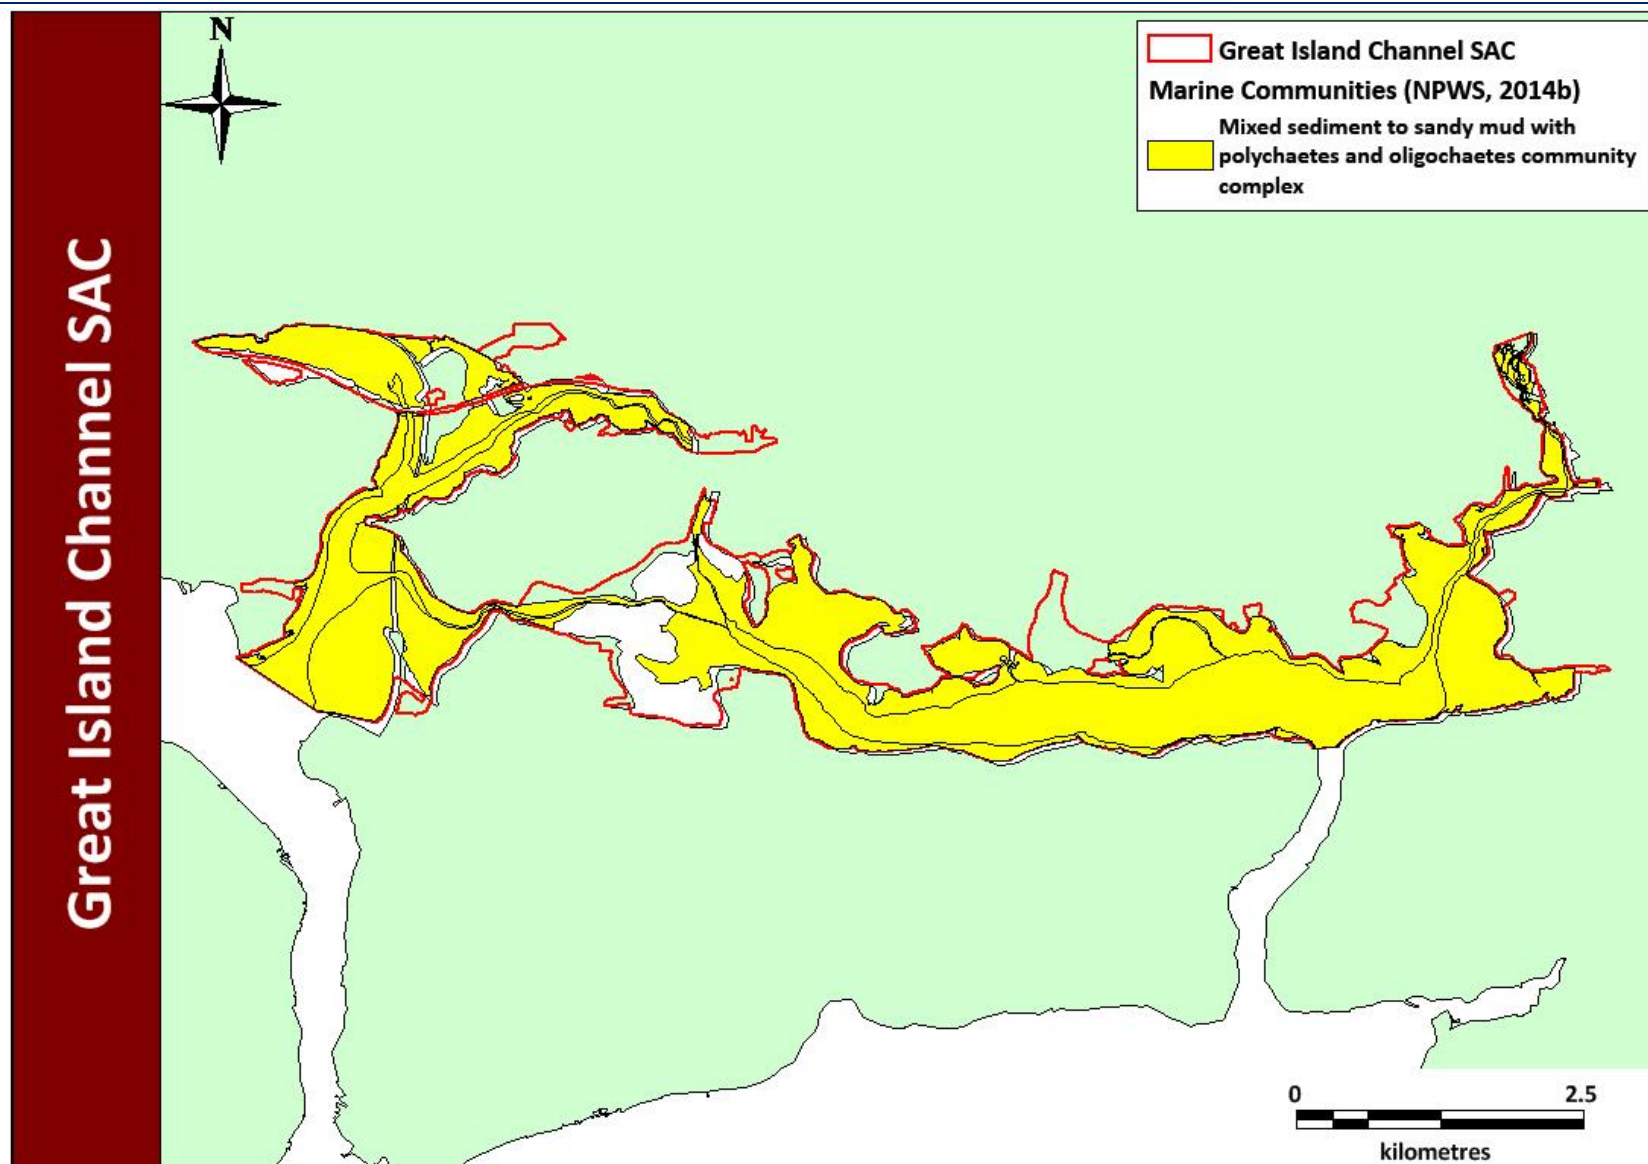 Great Island Channel SAC
N
Great Island Channel SAC
Marine Communities (NPWS, 2014b)
Mixed sediment to sandy mud with
polychaetes and oligochaetes community
complex
0 2.5
kilometres